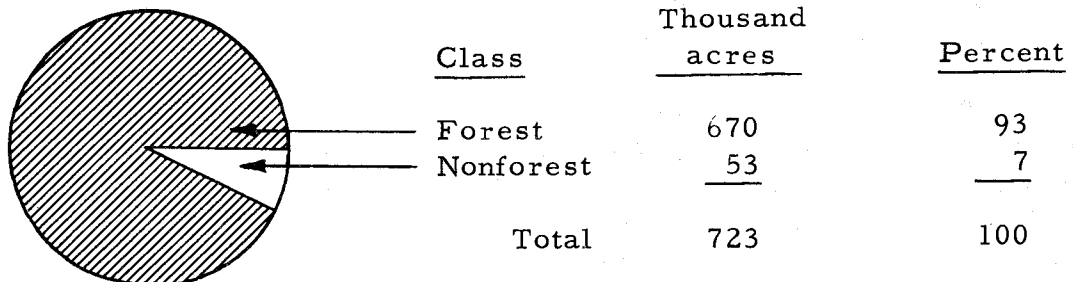 Thousand
Class acres Percent
Forest 670 93
Nonforest 53 7
Total 723 100